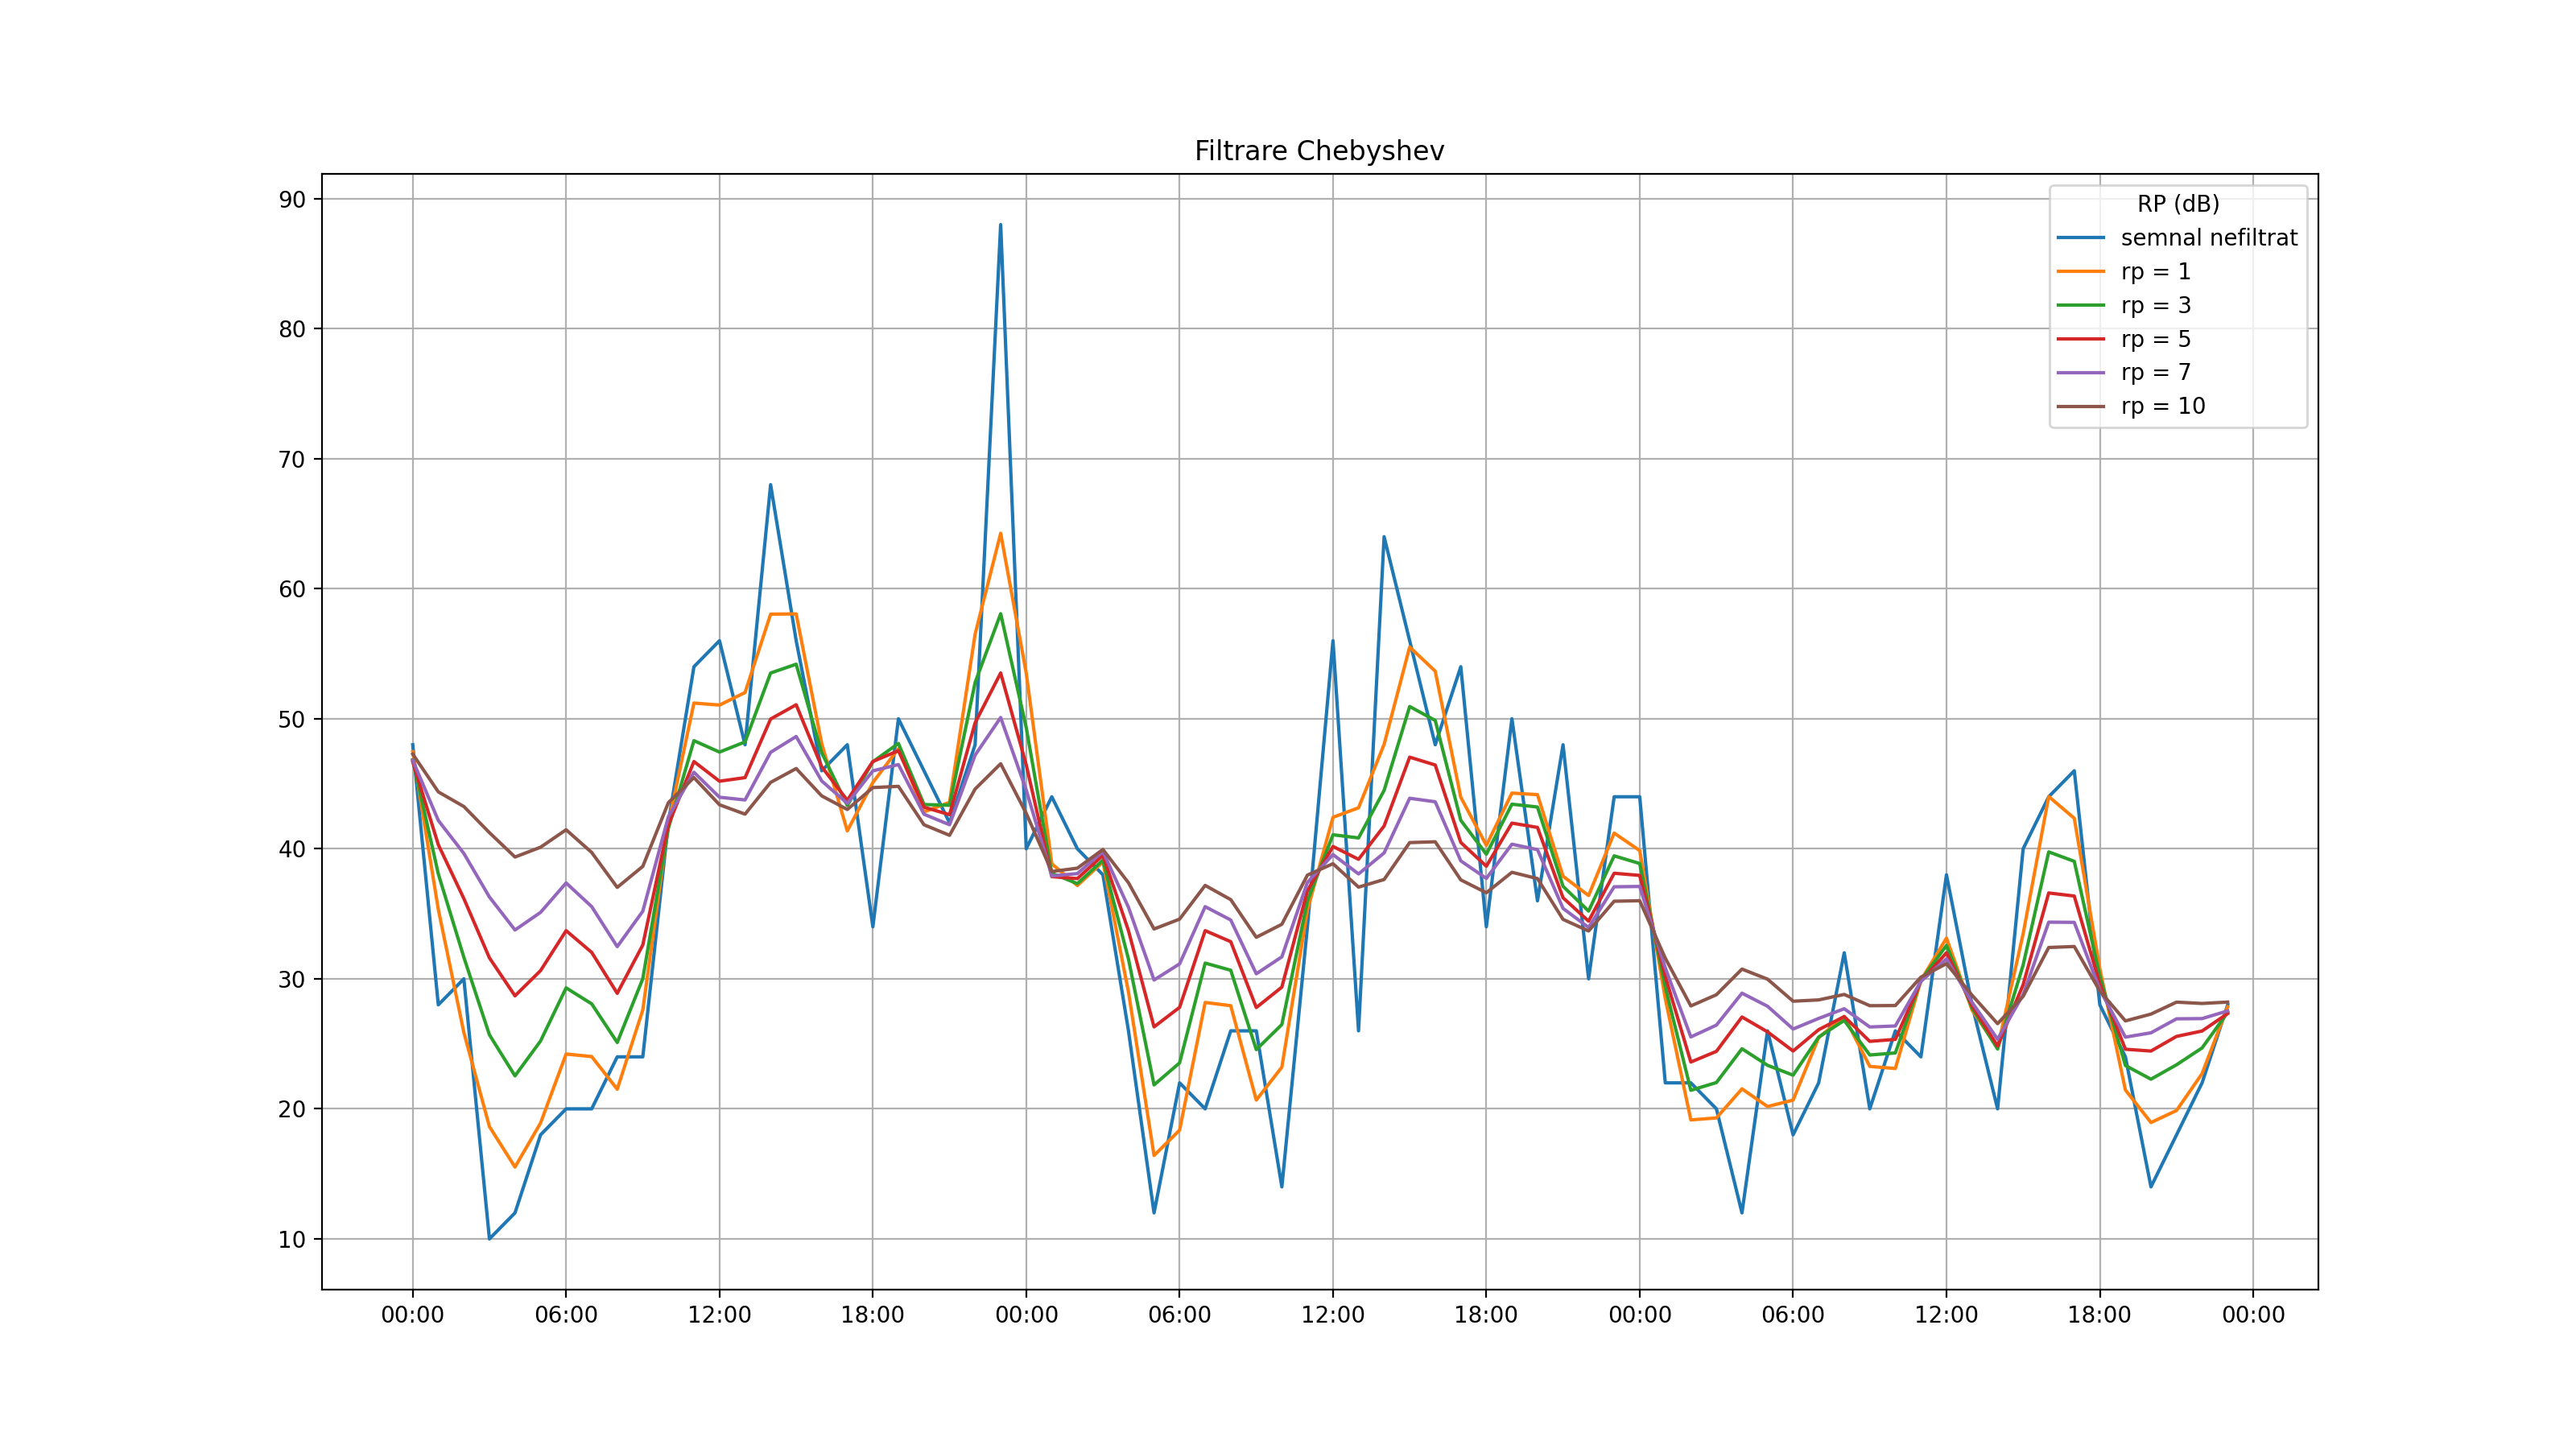 Filtrare Chebyshev
90
80
70
60
50
40
30
20
10
RP (dB)
semnal nefiltrat
rp = 1
rp = 3
rp = 5
rp = 7
rp = 10
00:00 06:00 12:00 18:00 00:00 06:00 12:00 18:00 00:00 06:00 12:00 18:00 00:00